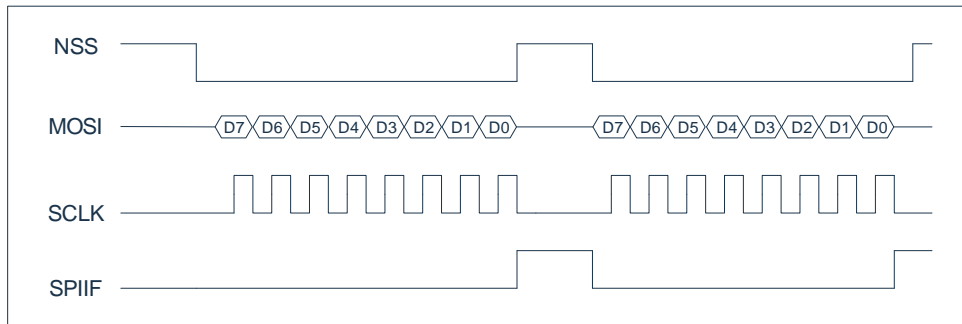 NSS
MOSI D7 D6 D5 D4 D3 D2 D1 D0 D7 D6 D5 D4 D3 D2 D1 D0
SCLK
SPIIF